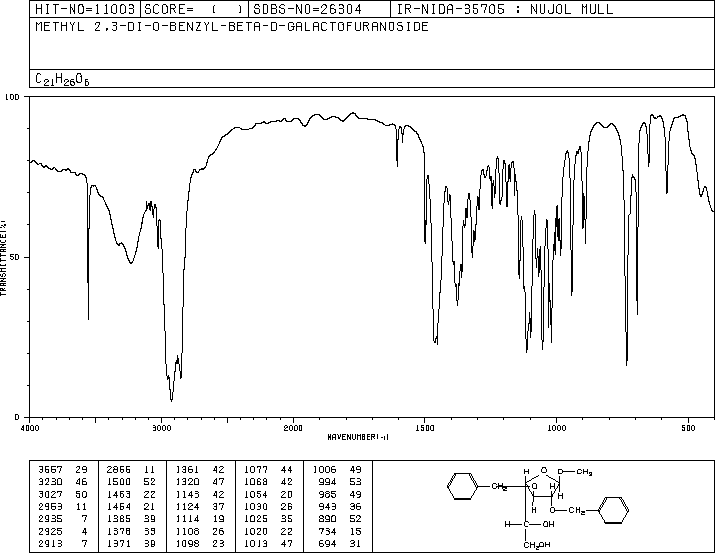 HIT-NO=11003 SCORE= ( ) SDBS-NO=26304 IR-NIDA-35705 : NUJOL MULL
METHYL 2,3-DI-O-BENZYL-BETA-D-GALACTOFURANOSIDE
C21H26O6
100
50
0
TRANSMITTANCE(%)
4000 3000 2000 1500 1000 500
WAVENUMBER(-1)
3567 29 2866 11 1361 42 1077 44 1006 49
3230 46 1500 52 1320 47 1068 42 994 53
3027 50 1463 22 1143 42 1054 20 985 49
2959 11 1454 21 1124 37 1030 26 943 36
2935 7 1385 39 1114 19 1025 35 890 52
2925 4 1378 33 1108 26 1020 22 734 15
2913 7 1371 38 1098 23 1013 47 694 31
H O O-CH3
CH2 O H H
H O-CH2
H OH
CH2OH